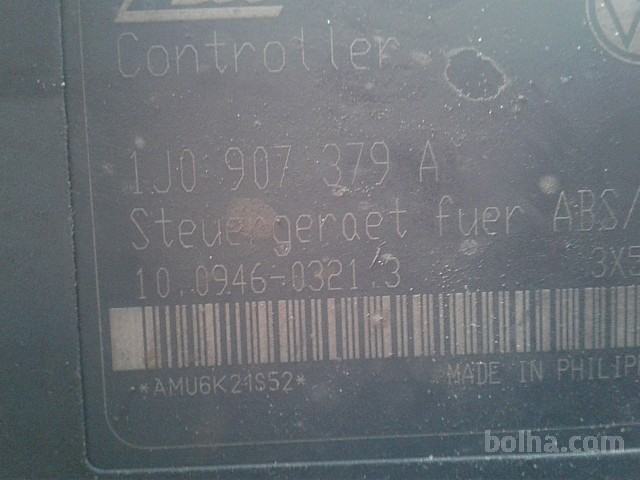 Controller
1J0 907 379 A
Steuergeraet fuer ABS/
10.0946-0321.3 3X5
*AMU6K21S52* MADE IN PHILIP
bolha.com